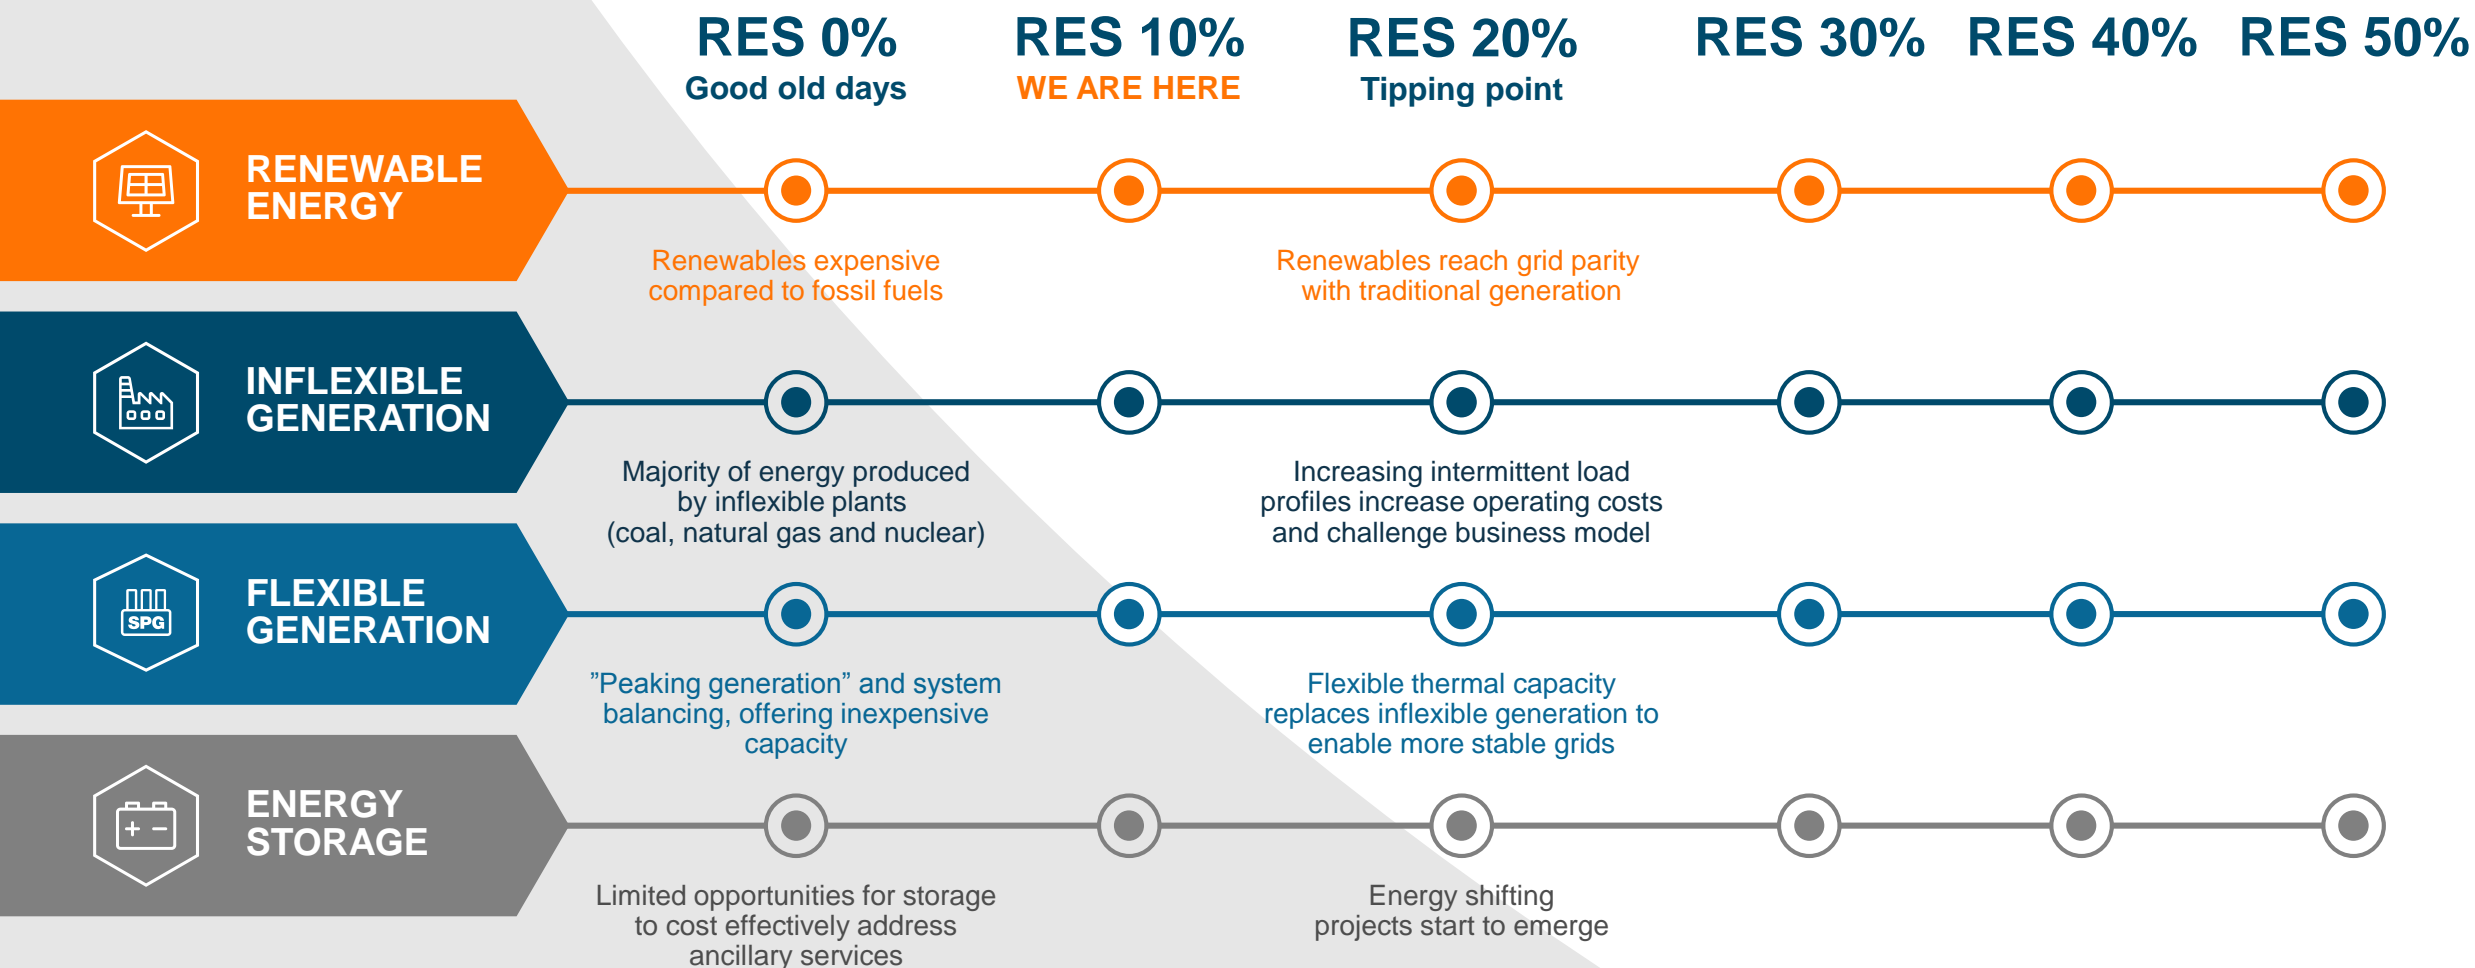 RES 0%
Good old days
RES 10%
WE ARE HERE
RES 20%
Tipping point
RES 30%
RES 40%
RES 50%
RENEWABLE
ENERGY
Renewables expensive
compared to fossil fuels
Renewables reach grid parity
with traditional generation
INFLEXIBLE
GENERATION
Majority of energy produced
by inflexible plants
(coal, natural gas and nuclear)
Increasing intermittent load
profiles increase operating costs
and challenge business model
SPG
FLEXIBLE
GENERATION
”Peaking generation” and system
balancing, offering inexpensive
capacity
Flexible thermal capacity
replaces inflexible generation to
enable more stable grids
ENERGY
STORAGE
Limited opportunities for storage
to cost effectively address
ancillary services
Energy shifting
projects start to emerge